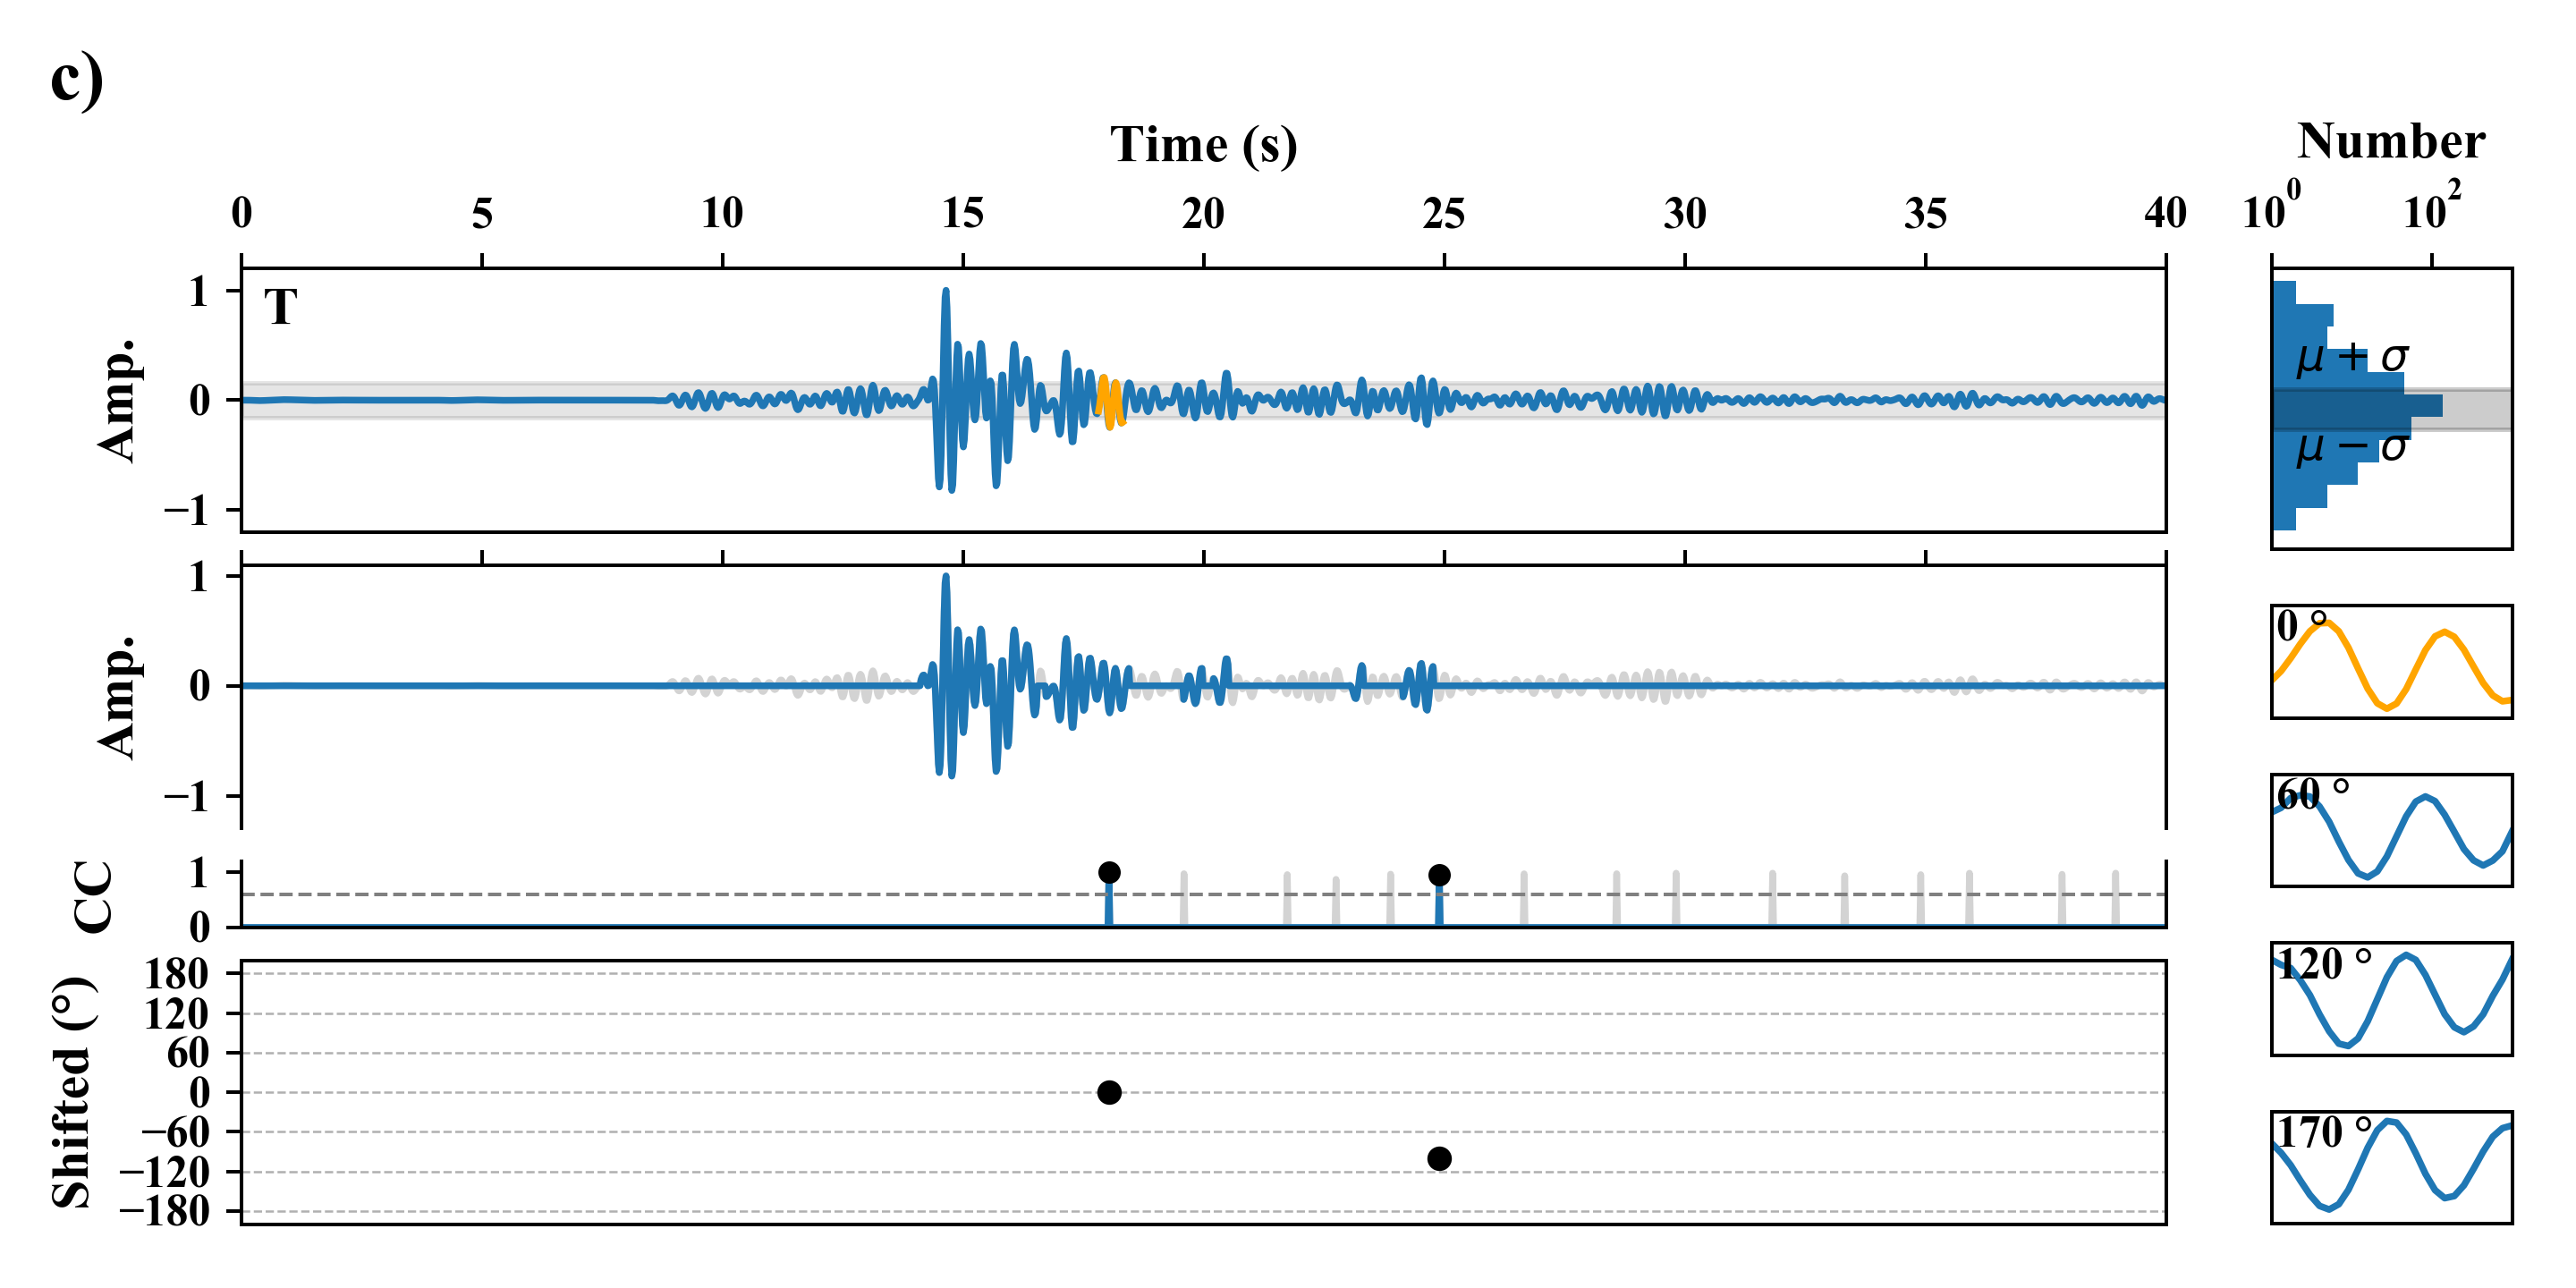 c)
Time (s)
Number
0 5 10 15 20 25 30 35 40
10^0 10^2
T
Amp.
1
0
−1
μ + σ
μ − σ
Amp.
1
0
−1
0 °
60 °
CC
1
0
120 °
Shifted (°)
180
120
60
0
−60
−120
−180
170 °